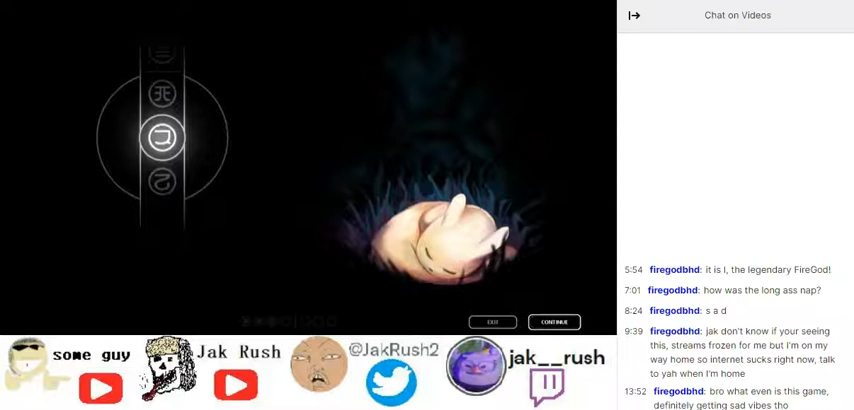 Chat on Videos
5:54 firegodbhd: it is I, the legendary FireGod!
7:01 firegodbhd: how was the long ass nap?
8:24 firegodbhd: s a d
9:39 firegodbhd: jak don't know if your seeing
this, streams frozen for me but I'm on my
way home so internet sucks right now, talk
to yah when I'm home
13:52 firegodbhd: bro what even is this game,
definitely getting sad vibes tho
EXIT
CONTINUE
some guy
Jak Rush
@JakRush2
jak__rush